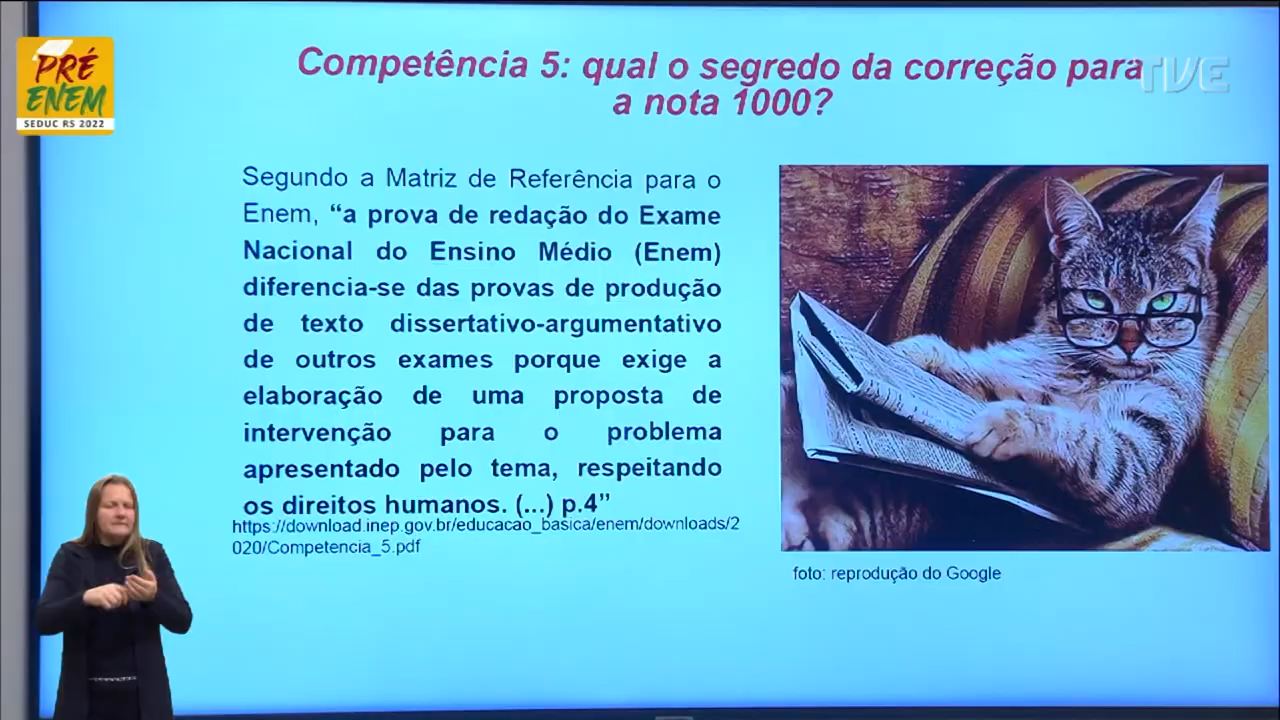 PRÉ
ENEM
SEDUC RS 2022
Competência 5: qual o segredo da correção para
a nota 1000?
TVE
Segundo a Matriz de Referência para o
Enem, “a prova de redação do Exame
Nacional do Ensino Médio (Enem)
diferencia-se das provas de produção
de texto dissertativo-argumentativo
de outros exames porque exige a
elaboração de uma proposta de
intervenção para o problema
apresentado pelo tema, respeitando
os direitos humanos. (...) p.4”
https://download.inep.gov.br/educacao_basica/enem/downloads/2
020/Competencia_5.pdf
foto: reprodução do Google